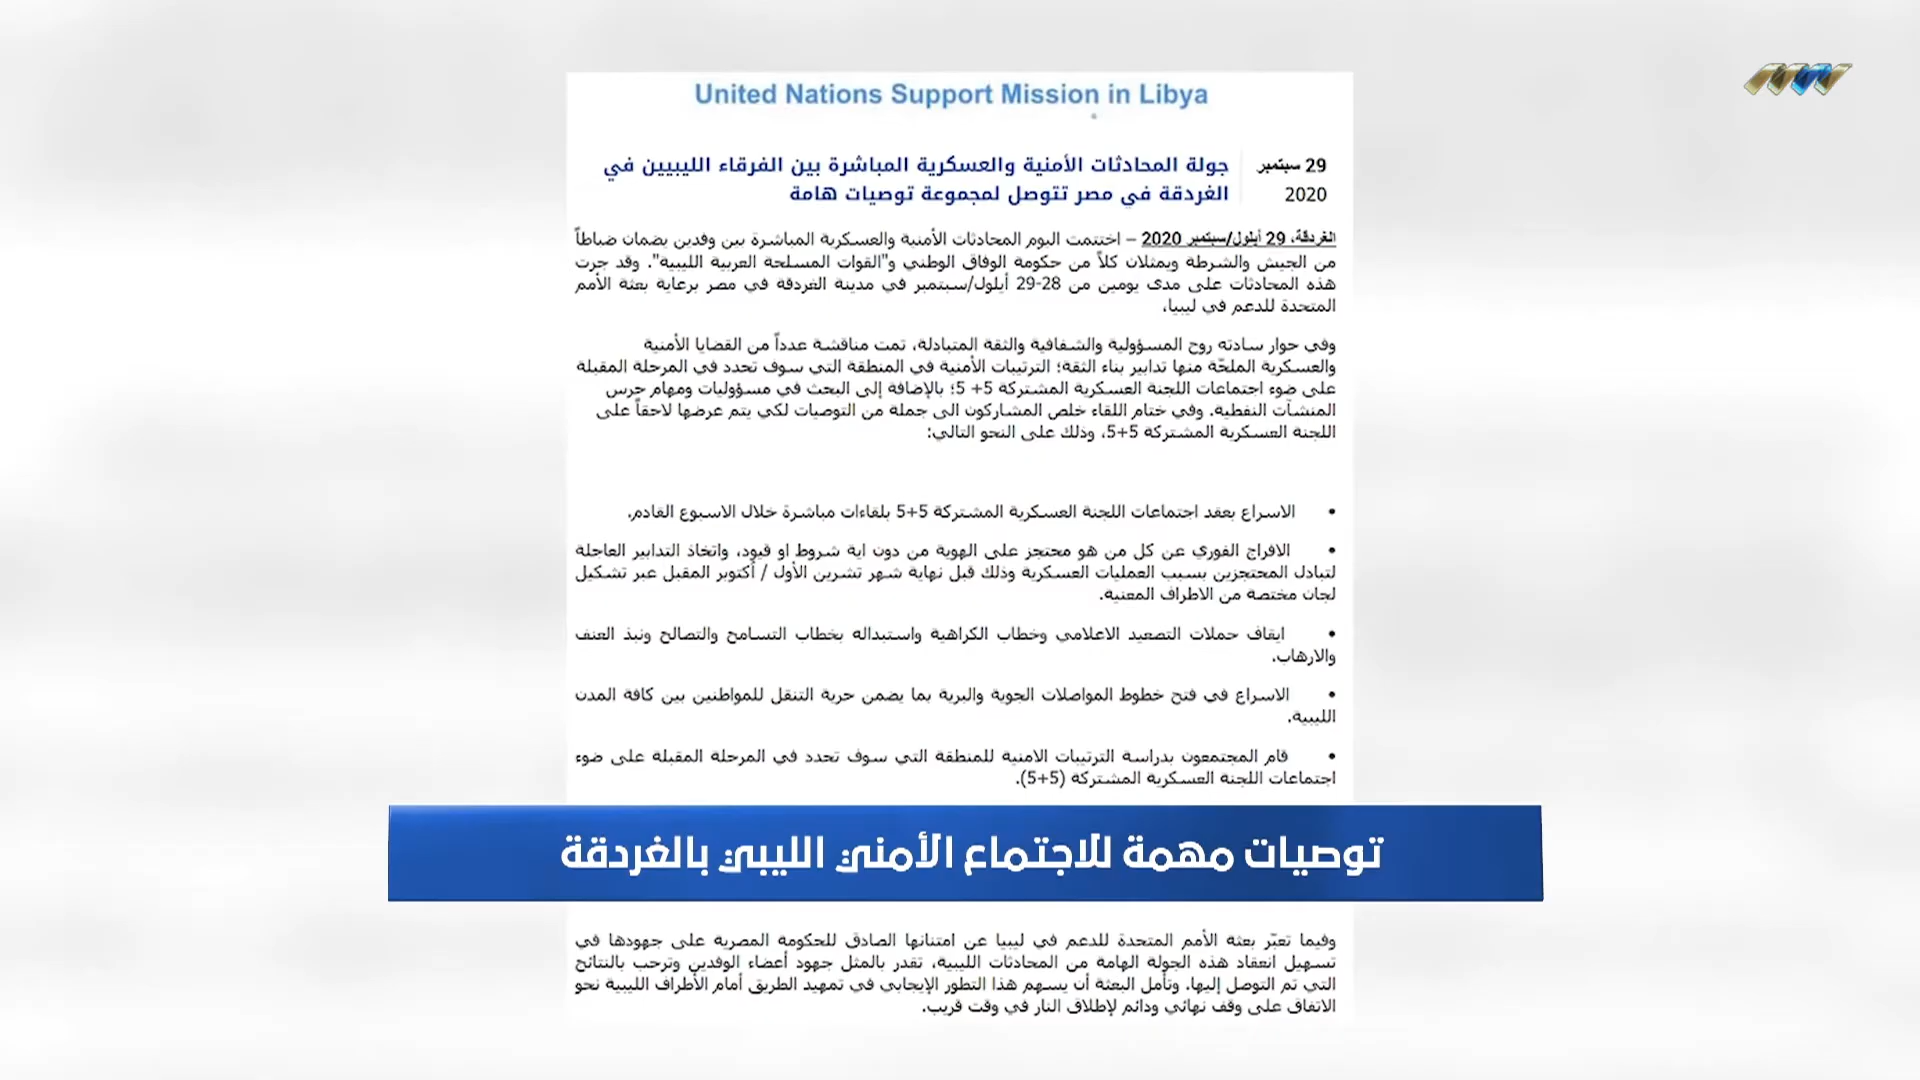 United Nations Support Mission in Libya
29 سبتمبر
2020
جولة المحادثات الأمنية والعسكرية المباشرة بين الفرقاء الليبيين في
الغردقة في مصر تتوصل لمجموعة توصيات هامة
الغردقة، 29 أيلول/سبتمبر 2020 – اختتمت اليوم المحادثات الأمنية والعسكرية المباشرة بين وفدين يضمان ضباطاً
من الجيش والشرطة ويمثلان كلاً من حكومة الوفاق الوطني و"القوات المسلحة العربية الليبية". وقد جرت
هذه المحادثات على مدى يومين من 28-29 أيلول/سبتمبر في مدينة الغردقة في مصر برعاية بعثة الأمم
المتحدة للدعم في ليبيا،
وفي حوار سادته روح المسؤولية والشفافية والثقة المتبادلة، تمت مناقشة عدداً من القضايا الأمنية
والعسكرية الملحّة منها تدابير بناء الثقة؛ الترتيبات الأمنية في المنطقة التي سوف تحدد في المرحلة المقبلة
على ضوء اجتماعات اللجنة العسكرية المشتركة 5+ 5؛ بالإضافة إلى البحث في مسؤوليات ومهام حرس
المنشآت النفطية. وفي ختام اللقاء خلص المشاركون الى جملة من التوصيات لكي يتم عرضها لاحقاً على
اللجنة العسكرية المشتركة 5+5، وذلك على النحو التالي:
• الاسراع بعقد اجتماعات اللجنة العسكرية المشتركة 5+5 بلقاءات مباشرة خلال الاسبوع القادم.
• الافراج الفوري عن كل من هو محتجز على الهوية من دون اية شروط او قيود، واتخاذ التدابير العاجلة
لتبادل المحتجزين بسبب العمليات العسكرية وذلك قبل نهاية شهر تشرين الأول / أكتوبر المقبل عبر تشكيل
لجان مختصة من الاطراف المعنية.
• ايقاف حملات التصعيد الاعلامي وخطاب الكراهية واستبداله بخطاب التسامح والتصالح ونبذ العنف
والارهاب.
• الاسراع في فتح خطوط المواصلات الجوية والبرية بما يضمن حرية التنقل للمواطنين بين كافة المدن
الليبية.
• قام المجتمعون بدراسة الترتيبات الامنية للمنطقة التي سوف تحدد في المرحلة المقبلة على ضوء
اجتماعات اللجنة العسكرية المشتركة (5+5).
توصيات مهمة للاجتماع الأمني الليبي بالغردقة
وفيما تعبّر بعثة الأمم المتحدة للدعم في ليبيا عن امتنانها الصادق للحكومة المصرية على جهودها في
تسهيل انعقاد هذه الجولة الهامة من المحادثات الليبية، تقدر بالمثل جهود أعضاء الوفدين وترحب بالنتائج
التي تم التوصل إليها. وتأمل البعثة أن يسهم هذا التطور الإيجابي في تمهيد الطريق أمام الأطراف الليبية نحو
الاتفاق على وقف نهائي ودائم لإطلاق النار في وقت قريب.